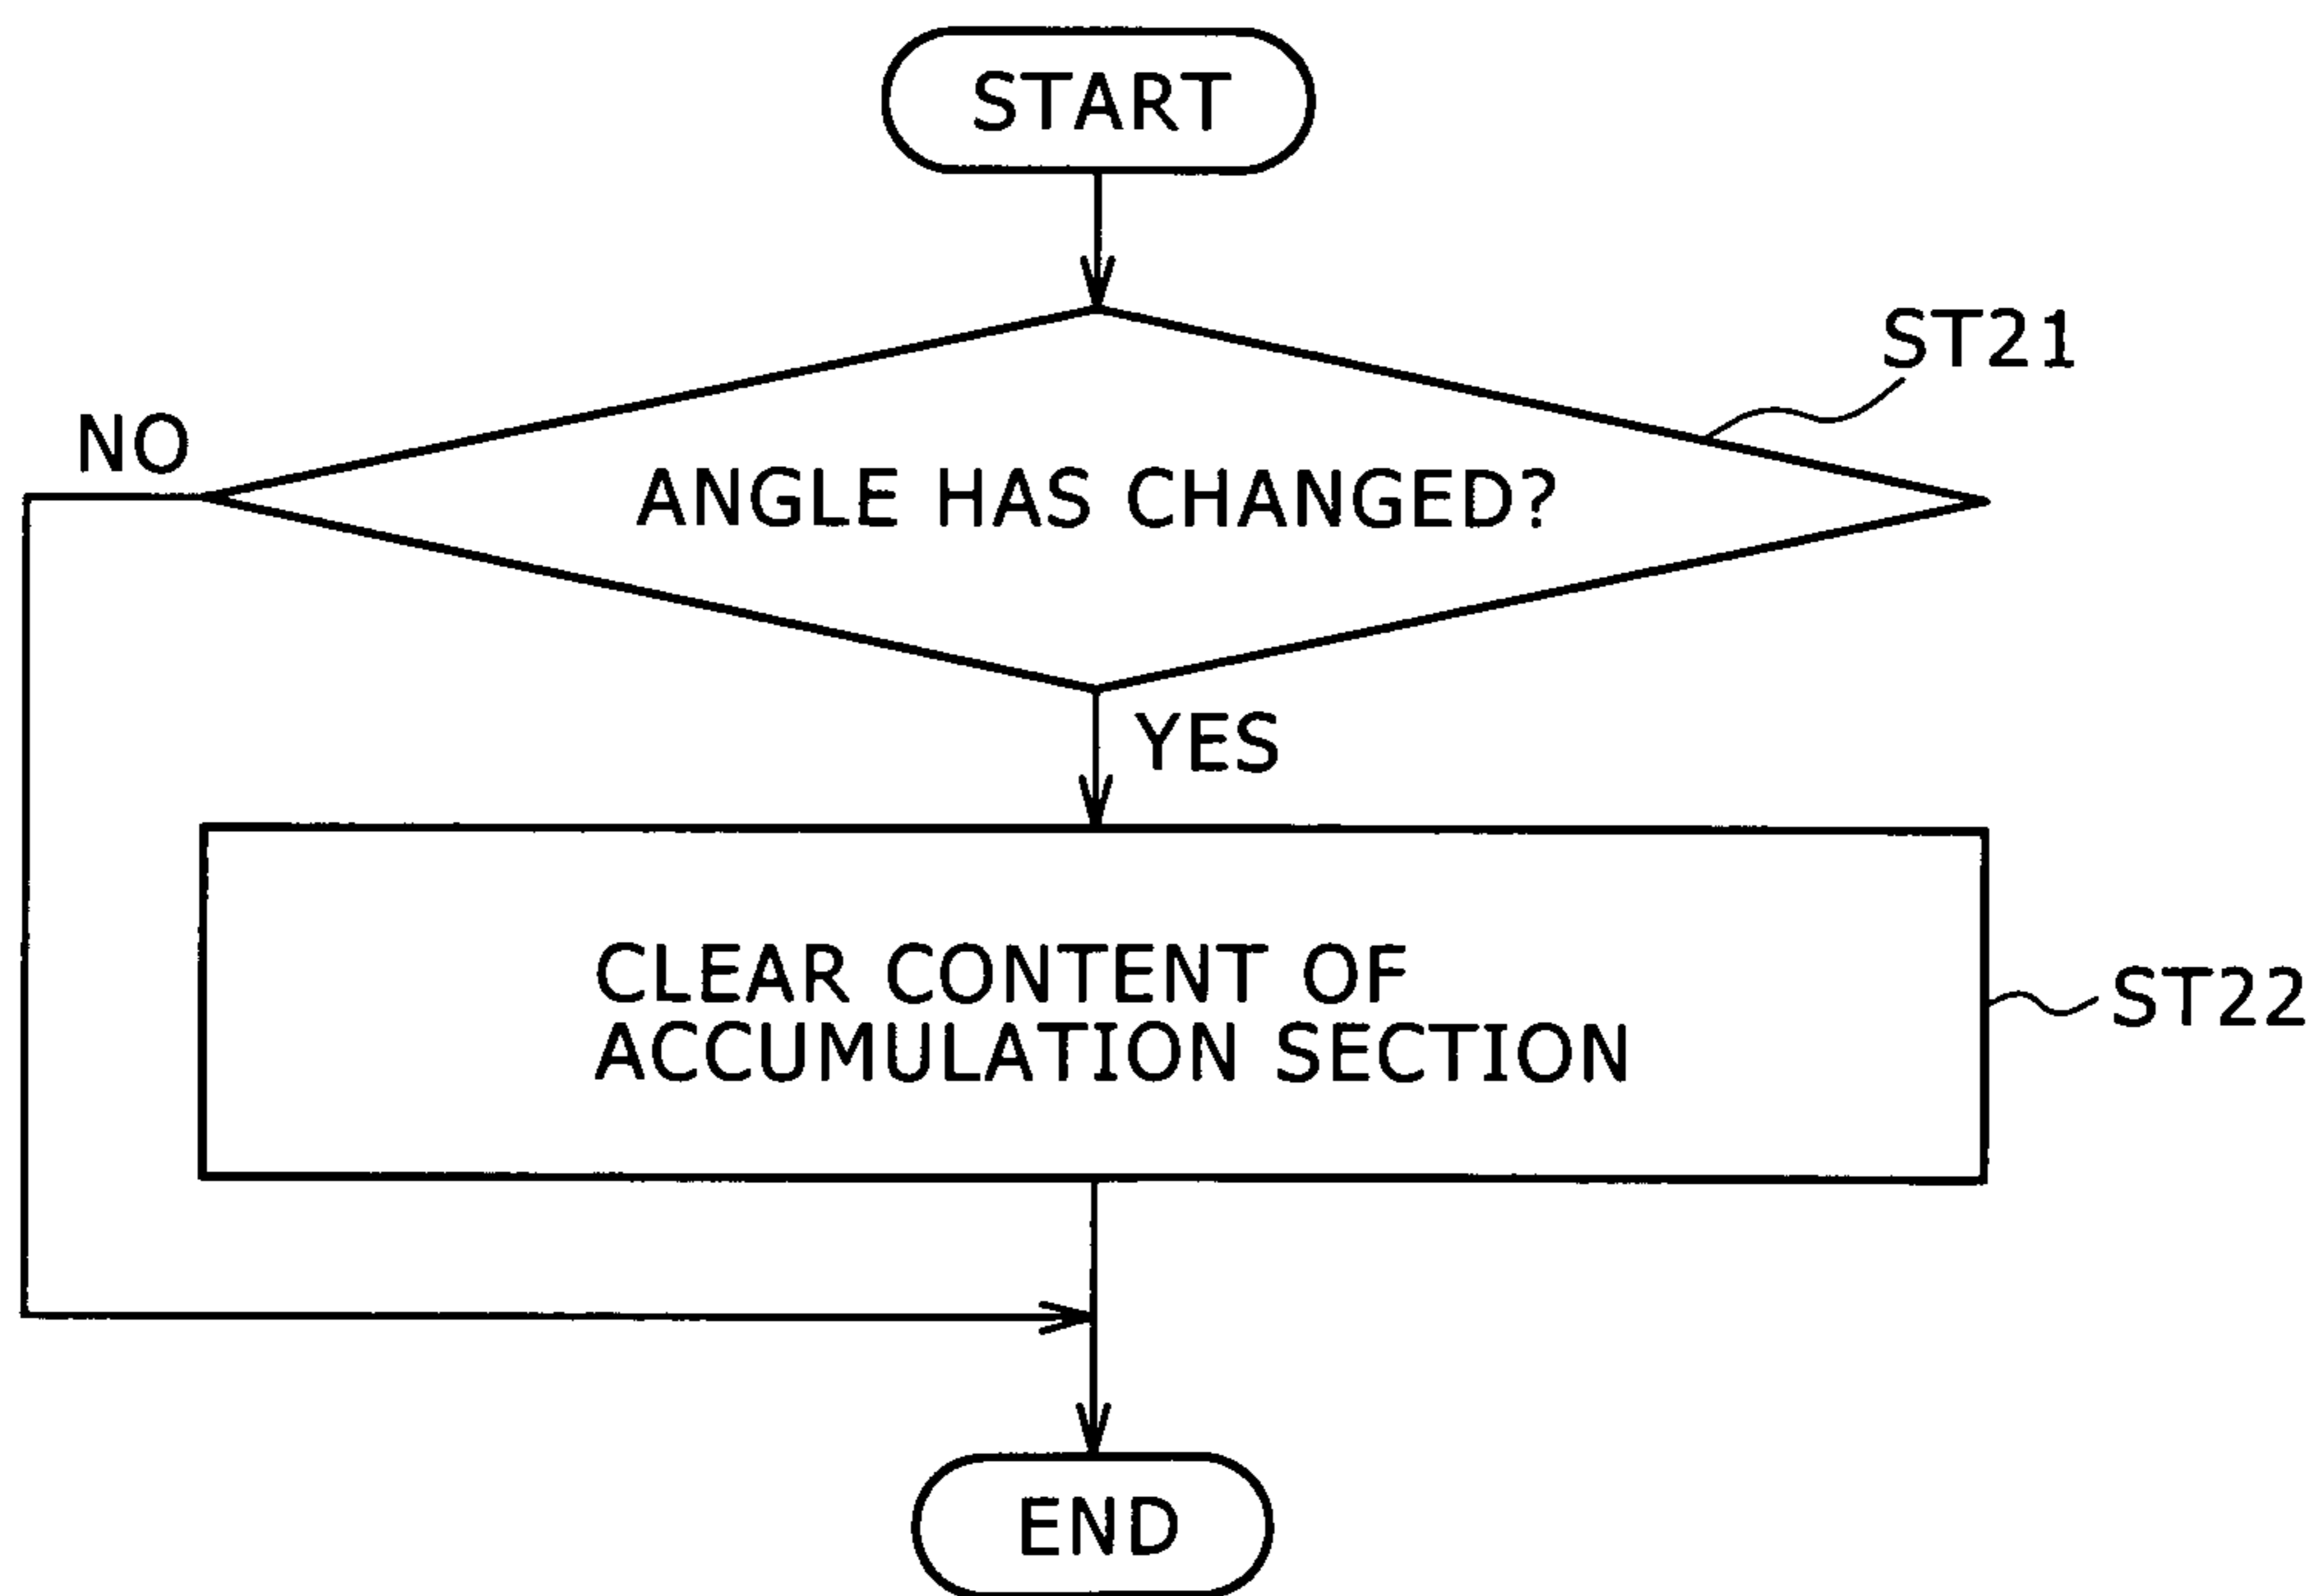 START
ST21
NO
ANGLE HAS CHANGED?
YES
CLEAR CONTENT OF
ACCUMULATION SECTION
ST22
END